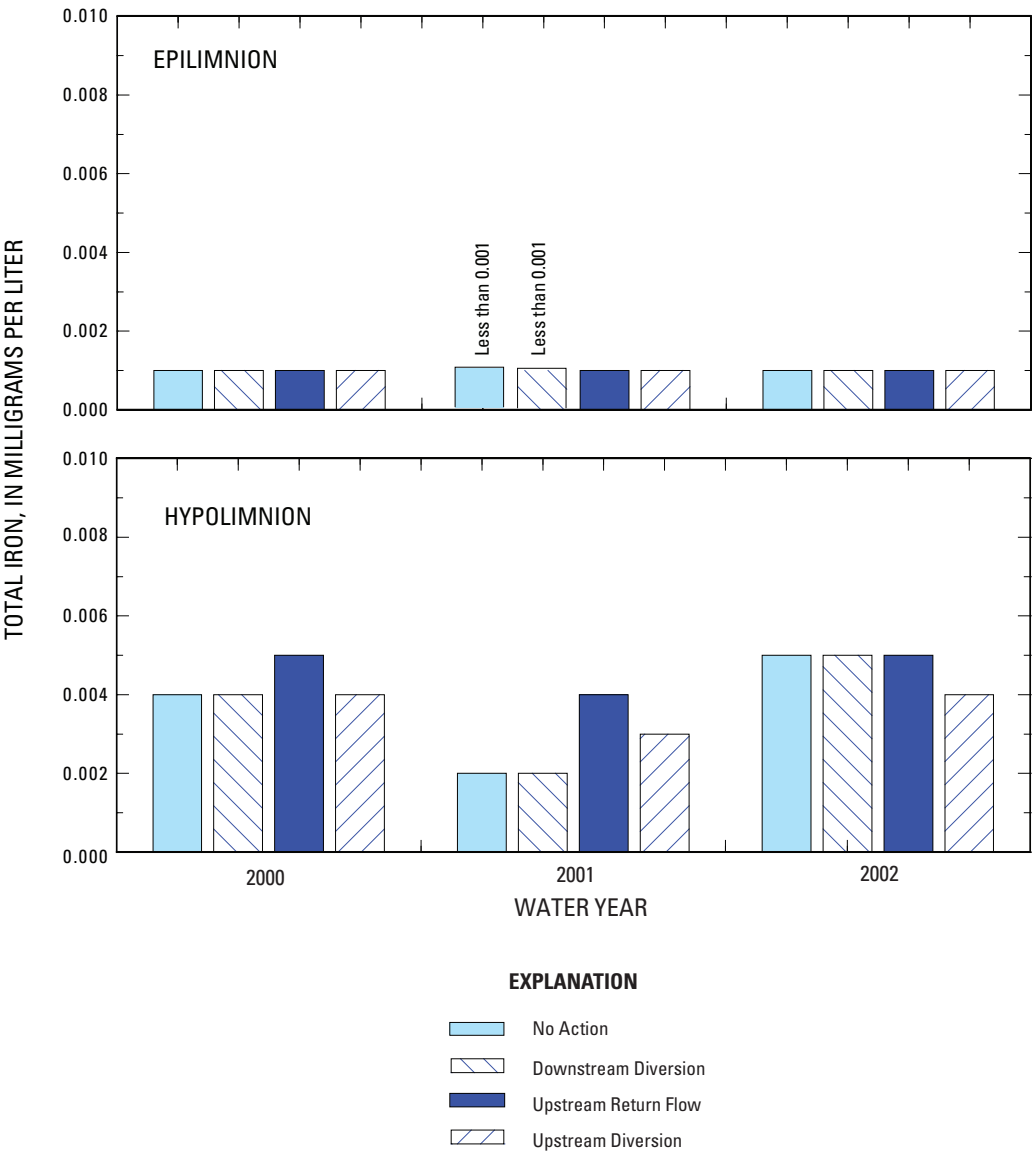 TOTAL IRON, IN MILLIGRAMS PER LITER
0.010
0.008
0.006
0.004
0.002
0.000
EPILIMNION
Less than 0.001
Less than 0.001
0.010
0.008
0.006
0.004
0.002
0.000
HYPOLIMNION
2000
2001
2002
WATER YEAR
EXPLANATION
No Action
Downstream Diversion
Upstream Return Flow
Upstream Diversion